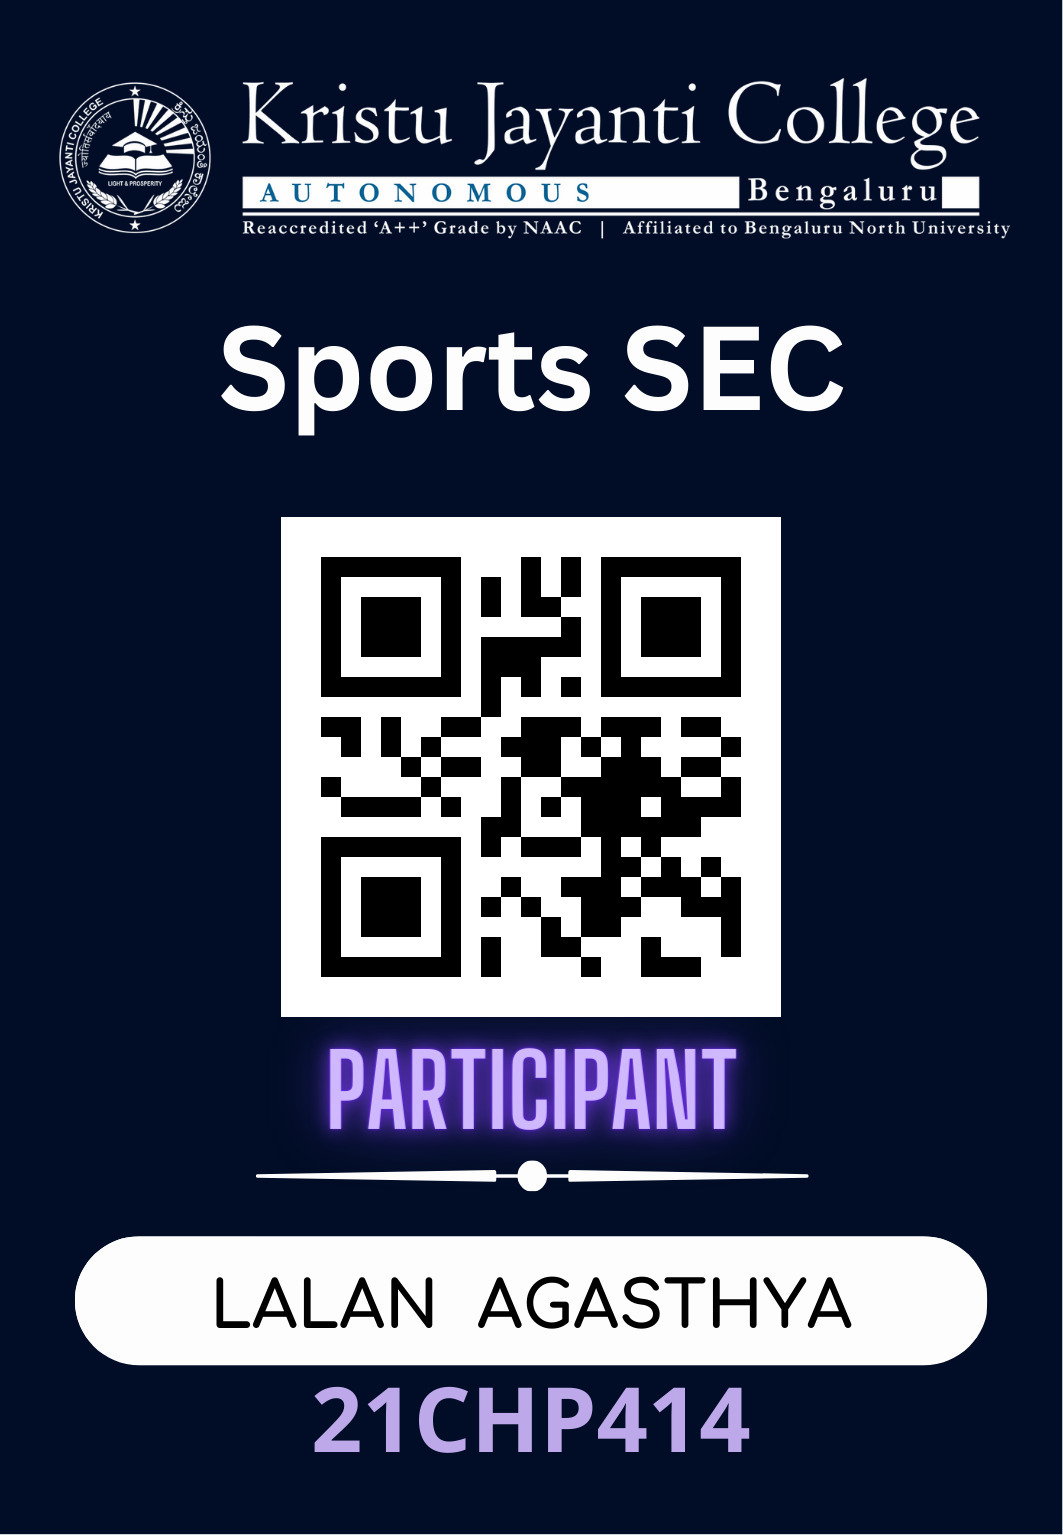 Kristu Jayanti College
AUTONOMOUS Bengaluru
Reaccredited ‘A++’ Grade by NAAC | Affiliated to Bengaluru North University
KRISTU JAYANTI COLLEGE
LIGHT & PROSPERITY
Sports SEC
PARTICIPANT
LALAN AGASTHYA
21CHP414